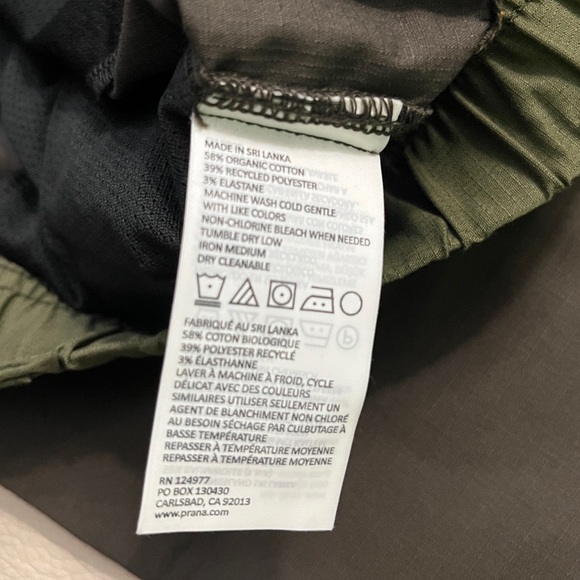 MADE IN SRI LANKA
58% ORGANIC COTTON
39% RECYCLED POLYESTER
3% ELASTANE
MACHINE WASH COLD GENTLE
WITH LIKE COLORS
NON-CHLORINE BLEACH WHEN NEEDED
TUMBLE DRY LOW
IRON MEDIUM
DRY CLEANABLE
FABRIQUÉ AU SRI LANKA
58% COTON BIOLOGIQUE
39% POLYESTER RECYCLÉ
3% ÉLASTHANNE
LAVER À MACHINE À FROID, CYCLE
DÉLICAT AVEC DES COULEURS
SIMILAIRES UTILISER SEULEMENT UN
AGENT DE BLANCHIMENT NON CHLORÉ
AU BESOIN SÉCHAGE PAR CULBUTAGE À
BASSE TEMPÉRATURE
REPASSER À TEMPÉRATURE MOYENNE
REPASSER À TEMPÉRATURE MOYENNE
RN 124977
PO BOX 130430
CARLSBAD, CA 92013
www.prana.com